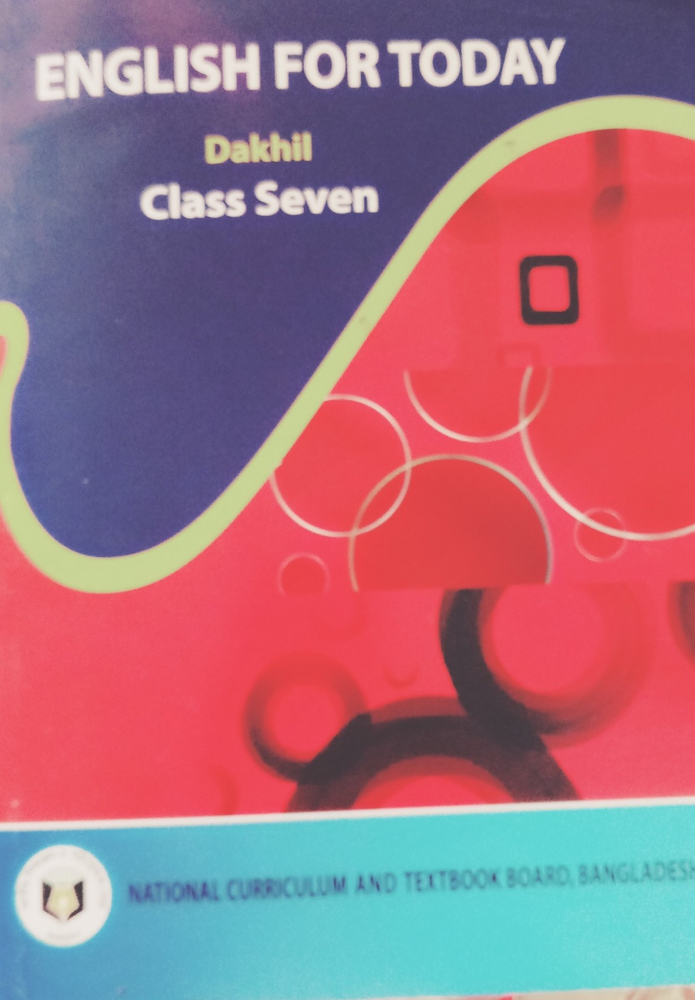 ENGLISH FOR TODAY
Dakhil
Class Seven
NATIONAL CURRICULUM AND TEXTBOOK BOARD, BANGLADESH